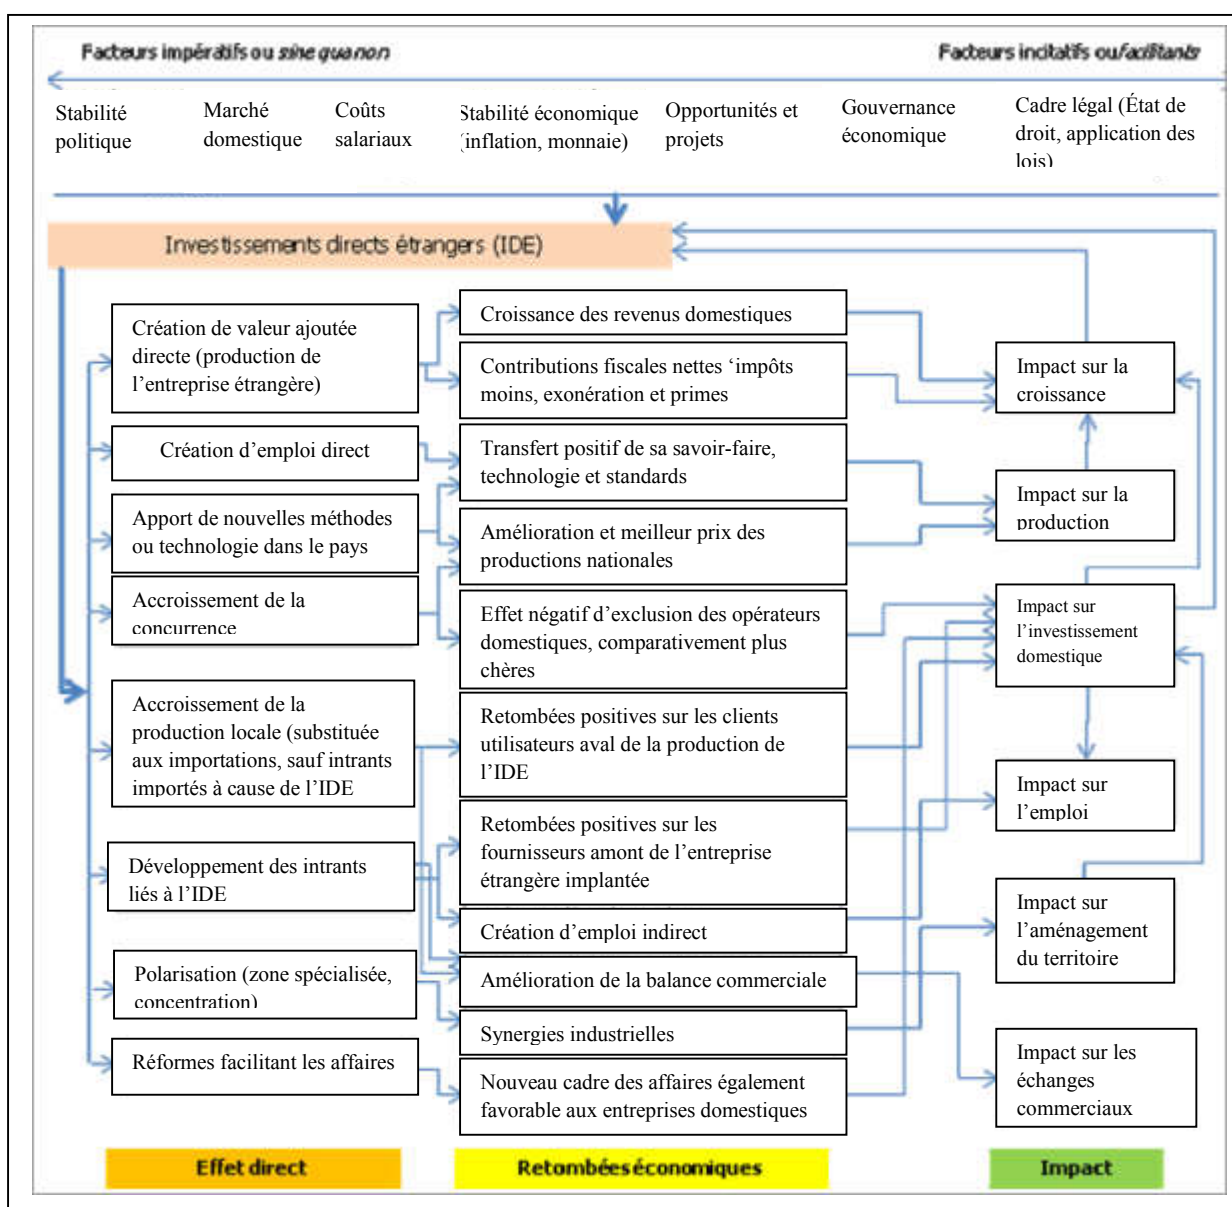 Facteurs impératifs ou sine qua non
Facteurs incitatifs ou facilitants
Stabilité
politique
Marché
domestique
Coûts
salariaux
Stabilité économique
(inflation, monnaie)
Opportunités et
projets
Gouvernance
économique
Cadre légal (État de
droit, application des
lois)
Investissements directs étrangers (IDE)
Création de valeur ajoutée
directe (production de
l’entreprise étrangère)
Création d’emploi direct
Apport de nouvelles méthodes
ou technologie dans le pays
Accroissement de la
concurrence
Accroissement de la
production locale (substituée
aux importations, sauf intrants
importés à cause de l’IDE
Développement des intrants
liés à l’IDE
Polarisation (zone spécialisée,
concentration)
Réformes facilitant les affaires
Croissance des revenus domestiques
Contributions fiscales nettes ‘impôts
moins, exonération et primes
Transfert positif de sa savoir-faire,
technologie et standards
Amélioration et meilleur prix des
productions nationales
Effet négatif d’exclusion des opérateurs
domestiques, comparativement plus
chères
Retombées positives sur les clients
utilisateurs aval de la production de
l’IDE
Retombées positives sur les
fournisseurs amont de l’entreprise
étrangère implantée
Création d’emploi indirect
Amélioration de la balance commerciale
Synergies industrielles
Nouveau cadre des affaires également
favorable aux entreprises domestiques
Impact sur la
croissance
Impact sur la
production
Impact sur
l’investissement
domestique
Impact sur
l’emploi
Impact sur
l’aménagement
du territoire
Impact sur les
échanges
commerciaux
Effet direct
Retombées économiques
Impact